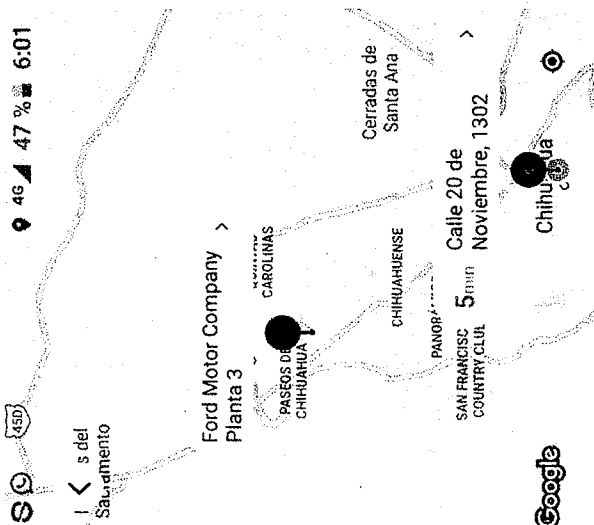 4G 47 % 6:01
45D
s del
Sacramento
Ford Motor Company
Planta 3
CAROLINAS
PASEOS DE
CHIHUAHUA
Cerradas de
Santa Ana
CHIHUAHUENSE
SAN FRANCISC
COUNTRY CLUB
5 min
Calle 20 de
Noviembre, 1302
Chihuahua
Google